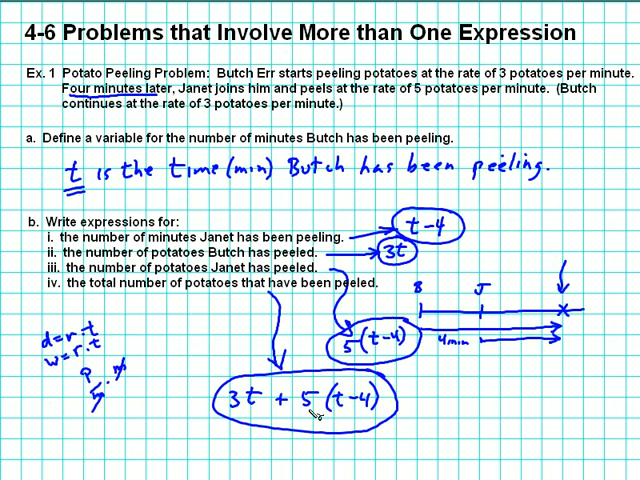 4-6 Problems that Involve More than One Expression
Ex. 1 Potato Peeling Problem: Butch Err starts peeling potatoes at the rate of 3 potatoes per minute.
Four minutes later, Janet joins him and peels at the rate of 5 potatoes per minute. (Butch
continues at the rate of 3 potatoes per minute.)
a. Define a variable for the number of minutes Butch has been peeling.
t is the time (min) Butch has been peeling.
b. Write expressions for:
t-4
i. the number of minutes Janet has been peeling.
ii. the number of potatoes Butch has peeled.
3t
iii. the number of potatoes Janet has peeled.
iv. the total number of potatoes that have been peeled.
B J
x
5(t-4)
4 min
d=r·t
w=r·t
3t + 5(t-4)